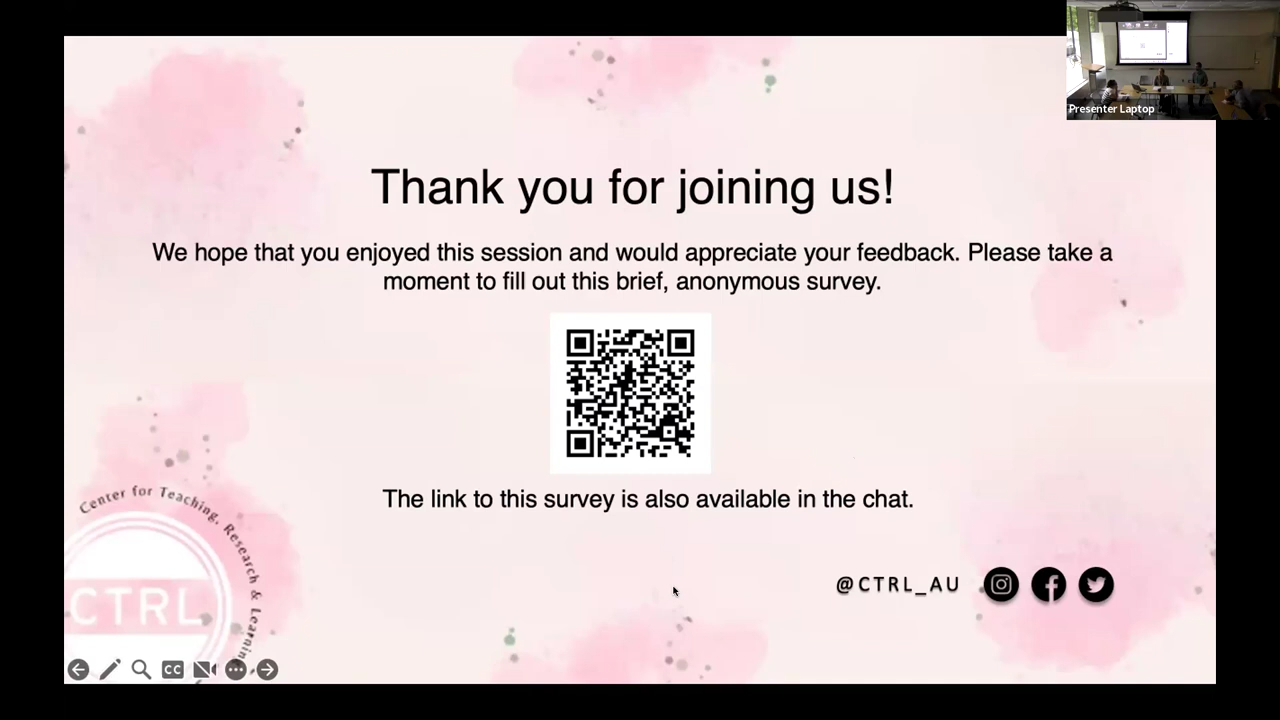 Presenter Laptop
Thank you for joining us!
We hope that you enjoyed this session and would appreciate your feedback. Please take a
moment to fill out this brief, anonymous survey.
The link to this survey is also available in the chat.
Center for Teaching, Research & Learning
CTRL
@CTRL_AU
CC